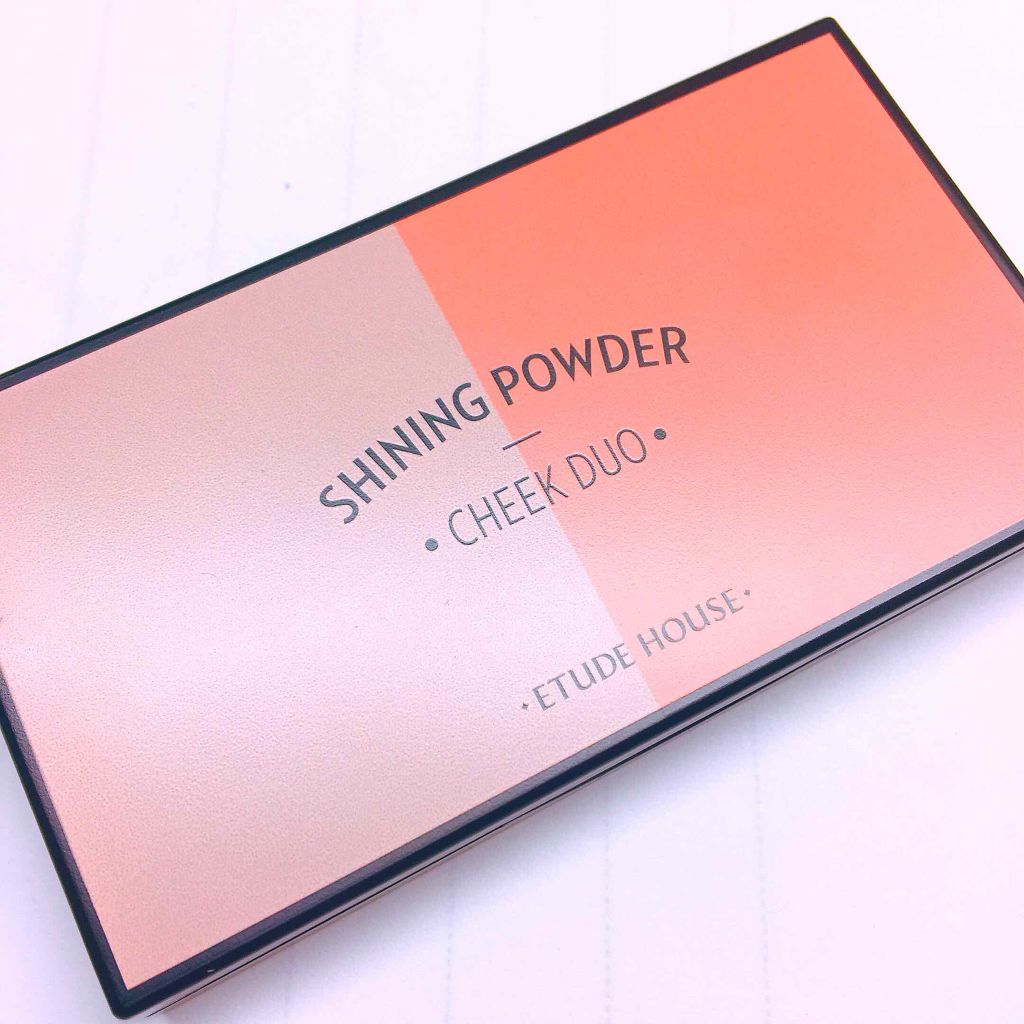 SHINING POWDER
• CHEEK DUO •
·ETUDE HOUSE·